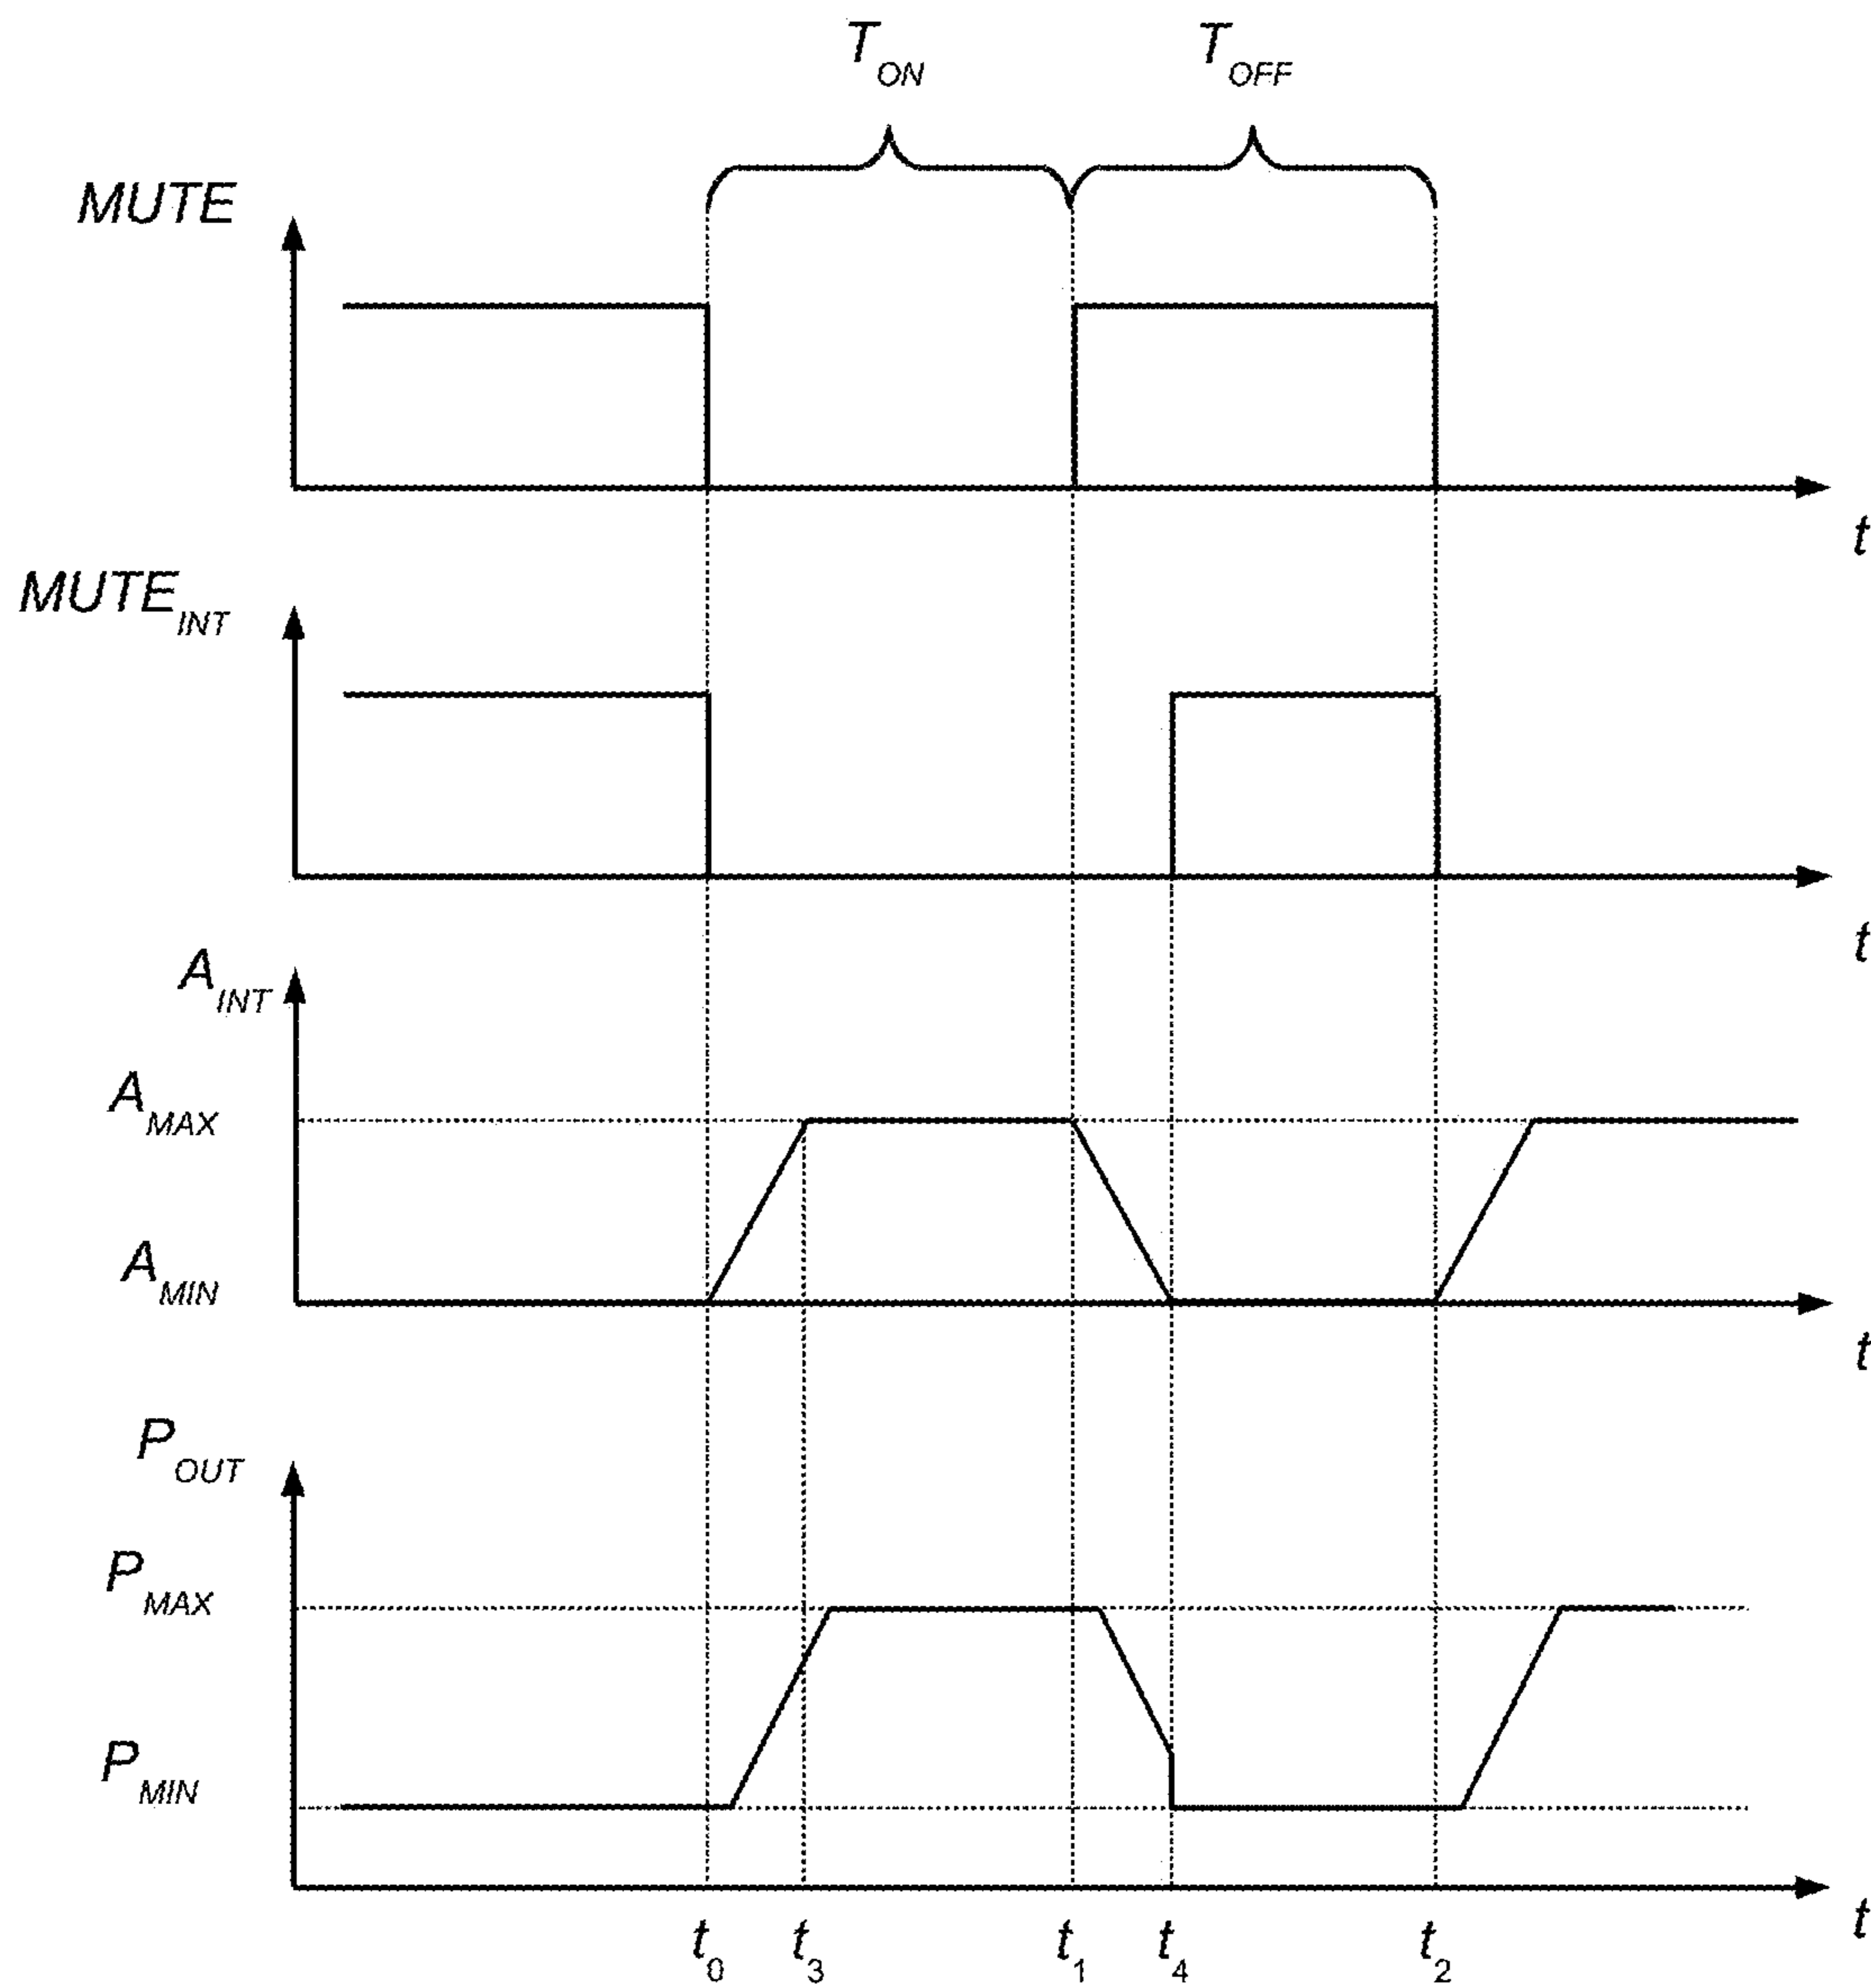 T_ON T_OFF
MUTE
t
MUTE_INT
t
A_INT
A_MAX
A_MIN
t
P_OUT
P_MAX
P_MIN
t
t_0 t_3 t_1 t_4 t_2